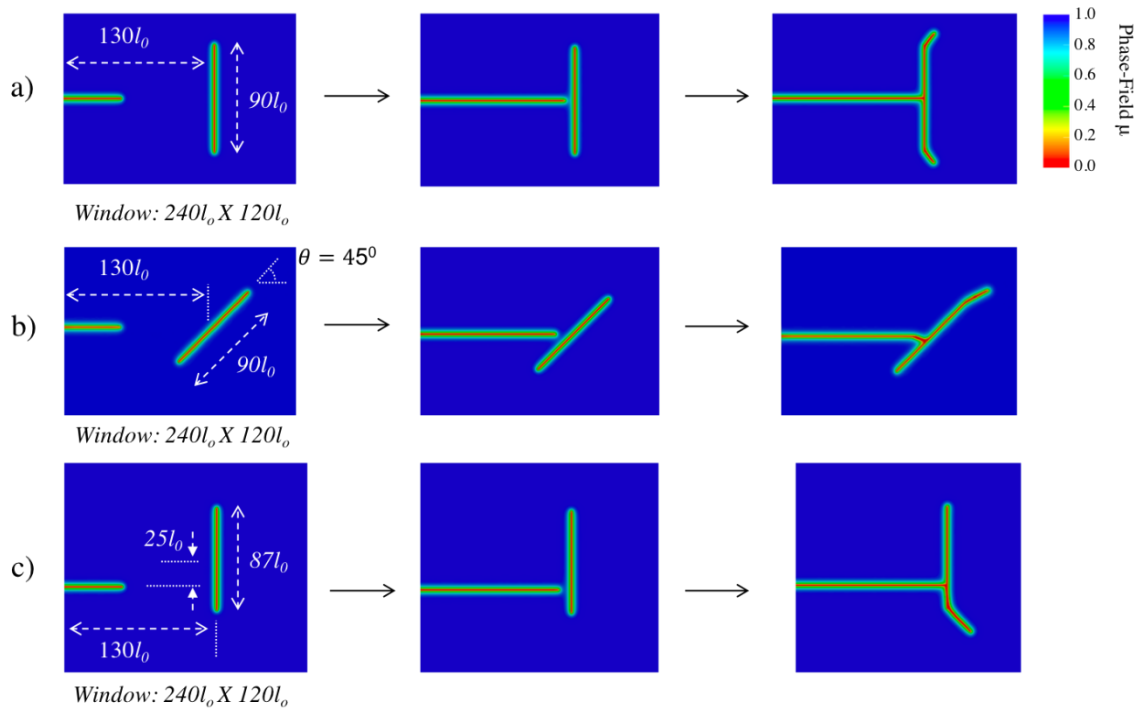 a)
130l₀
90l₀
Window: 240lₒ X 120lₒ
1.0
0.8
0.6
0.4
0.2
0.0
Phase-Field μ
b)
130l₀
θ = 45⁰
90l₀
Window: 240lₒ X 120lₒ
c)
25l₀
87l₀
130l₀
Window: 240lₒ X 120lₒ